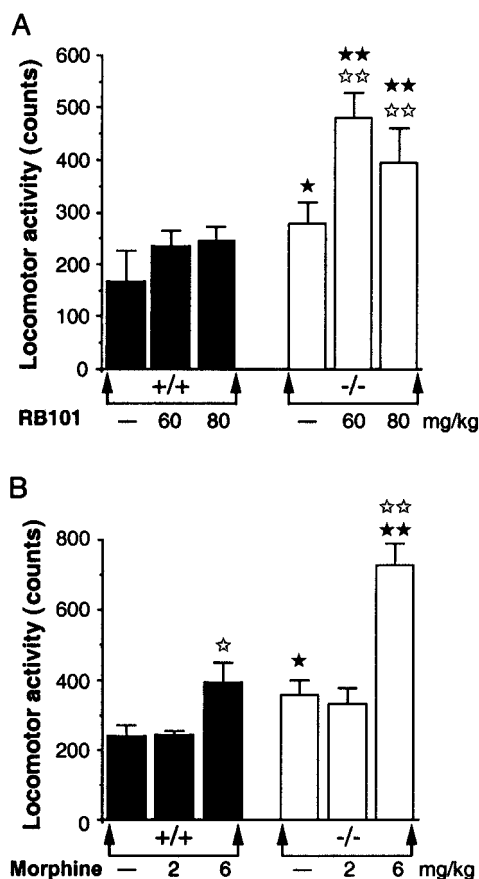 A
Locomotor activity (counts)
600
500
400
300
200
100
0
★★
☆☆
★★
☆☆
★
+/+
-/-
RB101
— 60 80
— 60 80
mg/kg
B
Locomotor activity (counts)
800
600
400
200
0
☆☆
★★
☆
★
+/+
-/-
Morphine
— 2 6
— 2 6
mg/kg